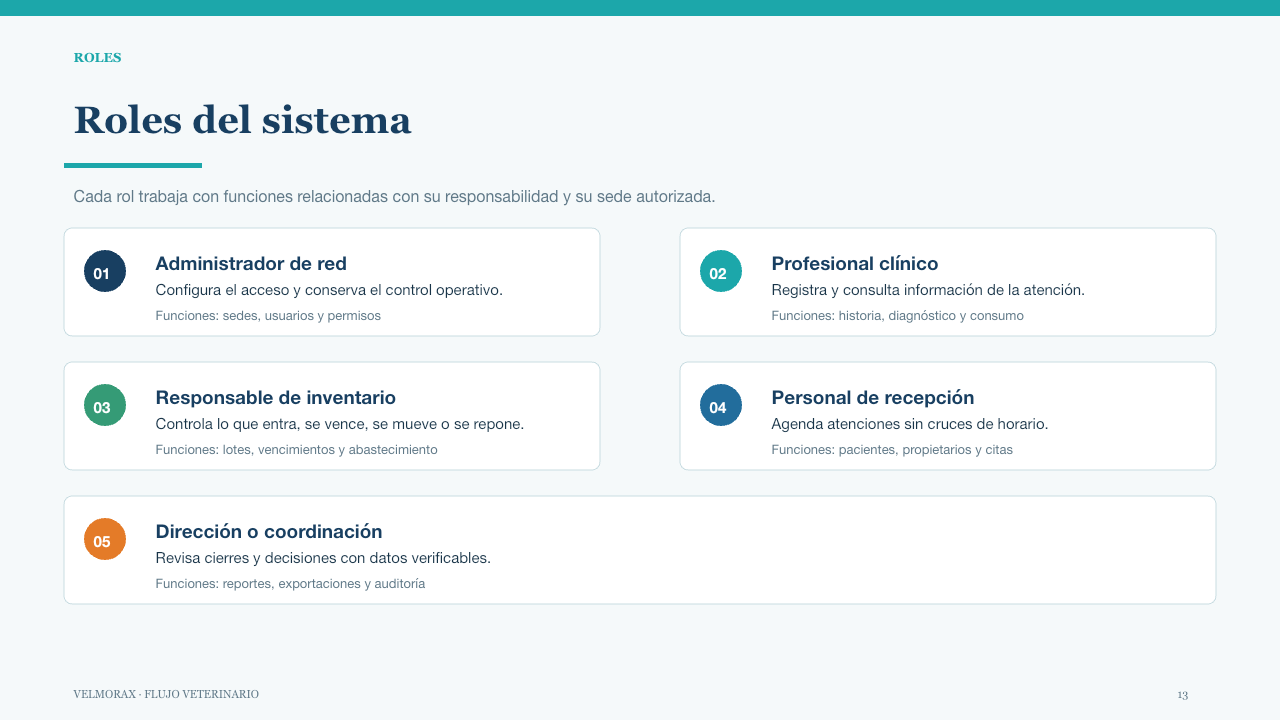 ROLES
Roles del sistema
Cada rol trabaja con funciones relacionadas con su responsabilidad y su sede autorizada.
01
Administrador de red
Configura el acceso y conserva el control operativo.
Funciones: sedes, usuarios y permisos
02
Profesional clínico
Registra y consulta información de la atención.
Funciones: historia, diagnóstico y consumo
03
Responsable de inventario
Controla lo que entra, se vence, se mueve o se repone.
Funciones: lotes, vencimientos y abastecimiento
04
Personal de recepción
Agenda atenciones sin cruces de horario.
Funciones: pacientes, propietarios y citas
05
Dirección o coordinación
Revisa cierres y decisiones con datos verificables.
Funciones: reportes, exportaciones y auditoría
VELMORAX · FLUJO VETERINARIO
13